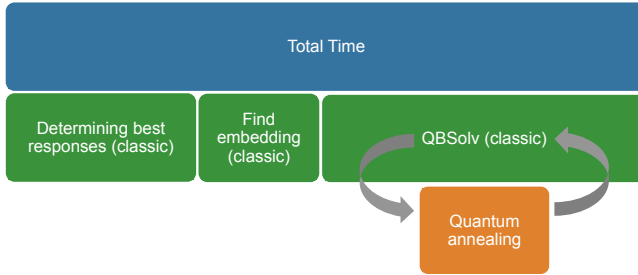 Total Time
Determining best
responses (classic)
Find
embedding
(classic)
QBSolv (classic)
Quantum
annealing